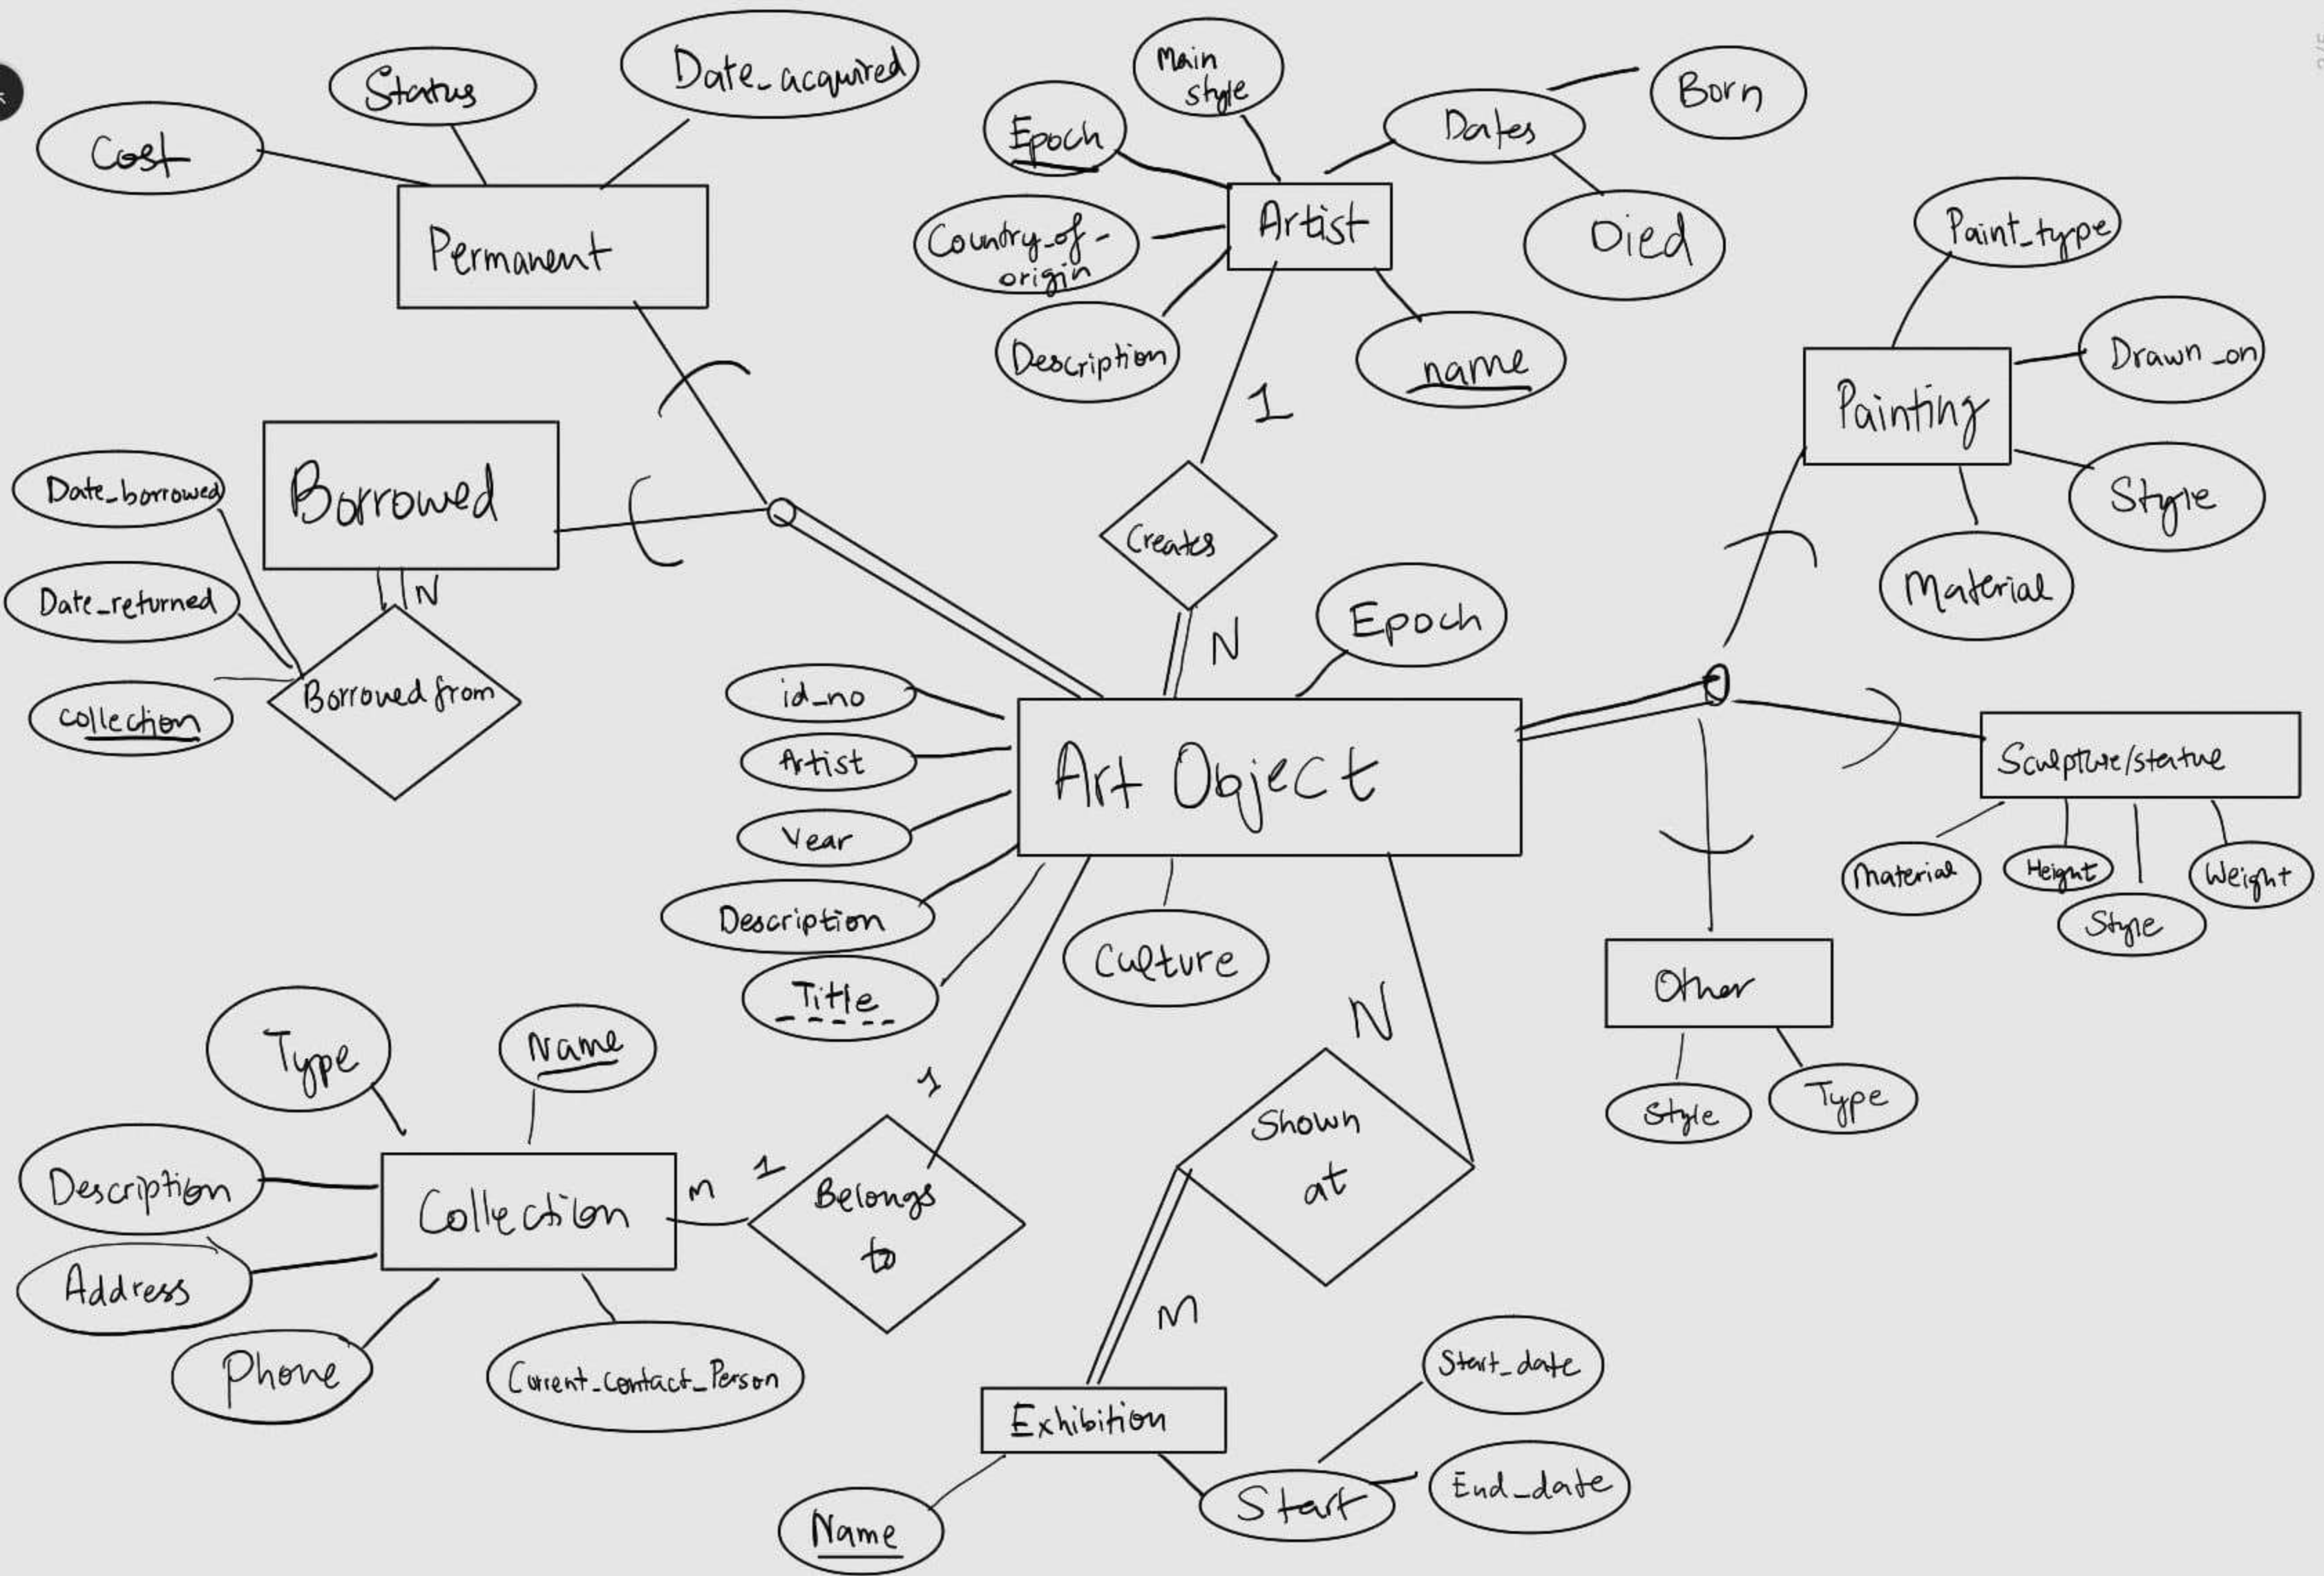 Cost
Status
Date_acquired
Permanent
Main
style
Epoch
Country_of-
origin
Description
Artist
name
Dates
Born
Died
Paint_type
Drawn_on
Painting
Style
Material
Borrowed
Date_borrowed
Date_returned
collection
N
Borrowed from
1
Creates
N
Epoch
id_no
Artist
Year
Description
Title
Culture
Art Object
Sculpture/statue
Material
Height
Style
Weight
Other
Style
Type
Type
Name
Description
Address
Phone
Current_contact_Person
Collection
M
1
1
Belongs
to
N
Shown
at
M
Exhibition
Name
Start
Start_date
End_date